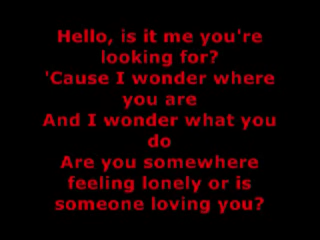 Hello, is it me you're
looking for?
'Cause I wonder where
you are
And I wonder what you
do
Are you somewhere
feeling lonely or is
someone loving you?